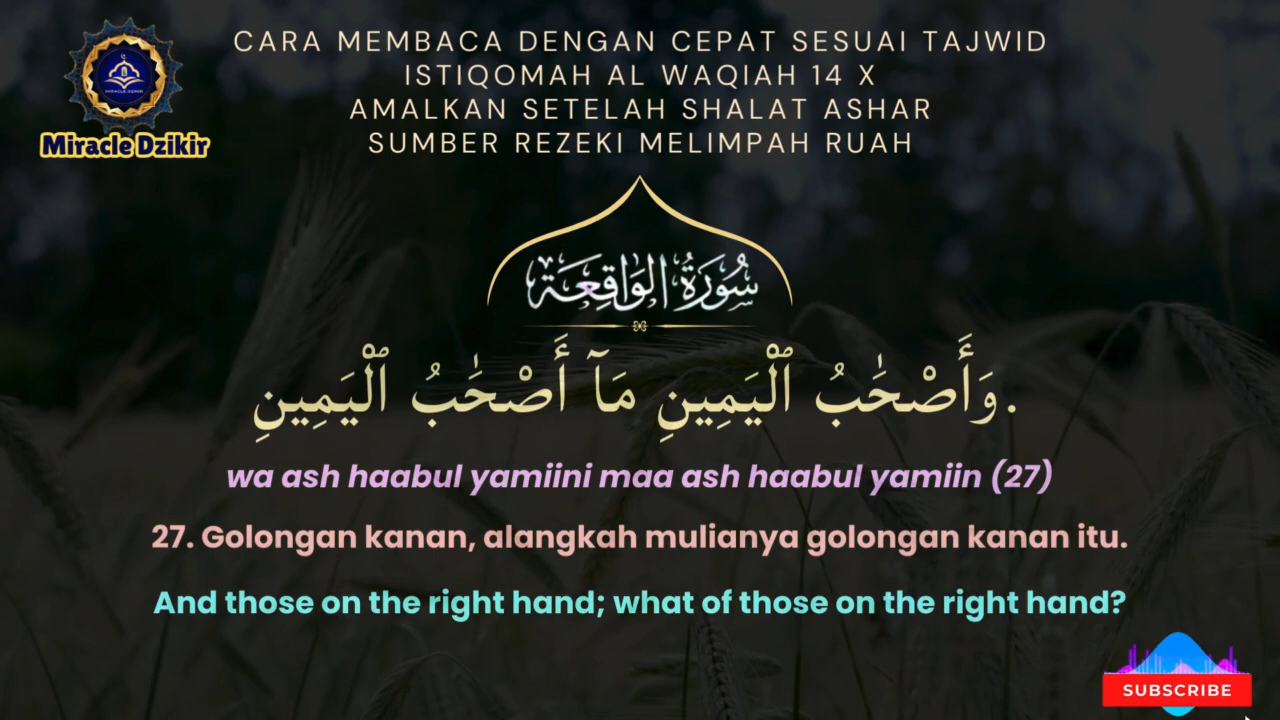 CARA MEMBACA DENGAN CEPAT SESUAI TAJWID
ISTIQOMAH AL WAQIAH 14 X
AMALKAN SETELAH SHALAT ASHAR
SUMBER REZEKI MELIMPAH RUAH
MIRACLE DZIKIR
Miracle Dzikir
سُورَةُ الوَاقِعَة
.وَأَصْحَٰبُ ٱلْيَمِينِ مَآ أَصْحَٰبُ ٱلْيَمِينِ
wa ash haabul yamiini maa ash haabul yamiin (27)
27. Golongan kanan, alangkah mulianya golongan kanan itu.
And those on the right hand; what of those on the right hand?
SUBSCRIBE